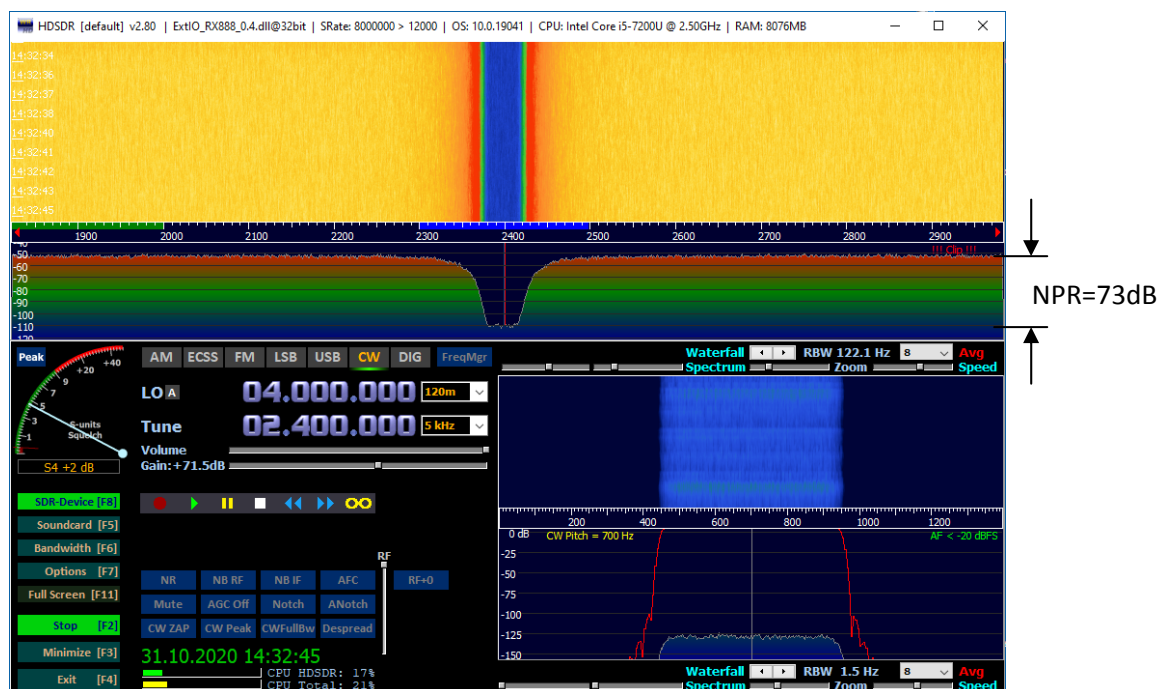 HDSDR [default] v2.80 | ExtIO_RX888_0.4.dll@32bit | SRate: 8000000 > 12000 | OS: 10.0.19041 | CPU: Intel Core i5-7200U @ 2.50GHz | RAM: 8076MB
14:32:34
14:32:36
14:32:37
14:32:38
14:32:40
14:32:41
14:32:42
14:32:43
14:32:45
1900 2000 2100 2200 2300 2400 2500 2600 2700 2800 2900
-40
-50
!!! Clip !!!
-60
-70
-80
-90
-100
-110
-120
NPR=73dB
Peak
1 3 5 7 9 +20 +40
S-units
Squelch
S4 +2 dB
AM ECSS FM LSB USB CW DIG FreqMgr
LO A 04.000.000 120m
Tune 02.400.000 5 kHz
Volume
Gain:+71.5dB
Waterfall RBW 122.1 Hz 8 Avg
Spectrum Zoom Speed
SDR-Device [F8]
Soundcard [F5]
Bandwidth [F6]
Options [F7]
Full Screen [F11]
Stop [F2]
Minimize [F3]
Exit [F4]
RF
NR NB RF NB IF AFC RF+0
Mute AGC Off Notch ANotch
CW ZAP CW Peak CWFullBw Despread
31.10.2020 14:32:45
CPU HDSDR: 17%
CPU Total: 21%
200 400 600 800 1000 1200
0 dB CW Pitch = 700 Hz AF < -20 dBFS
-25
-50
-75
-100
-125
-150
Waterfall RBW 1.5 Hz 8 Avg
Spectrum Zoom Speed